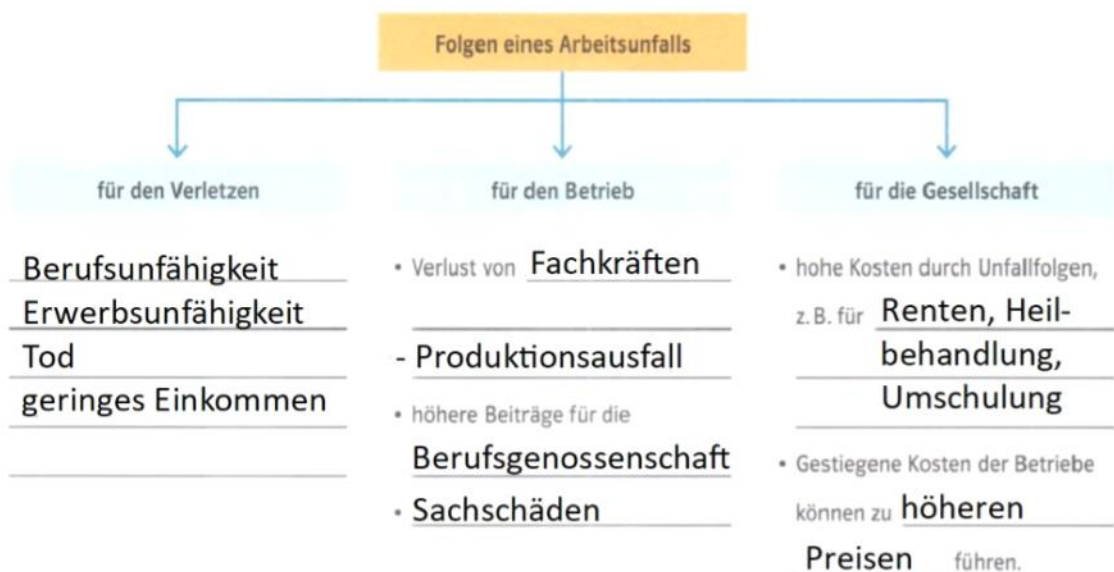 Folgen eines Arbeitsunfalls
für den Verletzen
Berufsunfähigkeit
Erwerbsunfähigkeit
Tod
geringes Einkommen
für den Betrieb
• Verlust von Fachkräften
- Produktionsausfall
• höhere Beiträge für die
Berufsgenossenschaft
• Sachschäden
für die Gesellschaft
• hohe Kosten durch Unfallfolgen,
z. B. für Renten, Heil-
behandlung,
Umschulung
• Gestiegene Kosten der Betriebe
können zu höheren
Preisen führen.